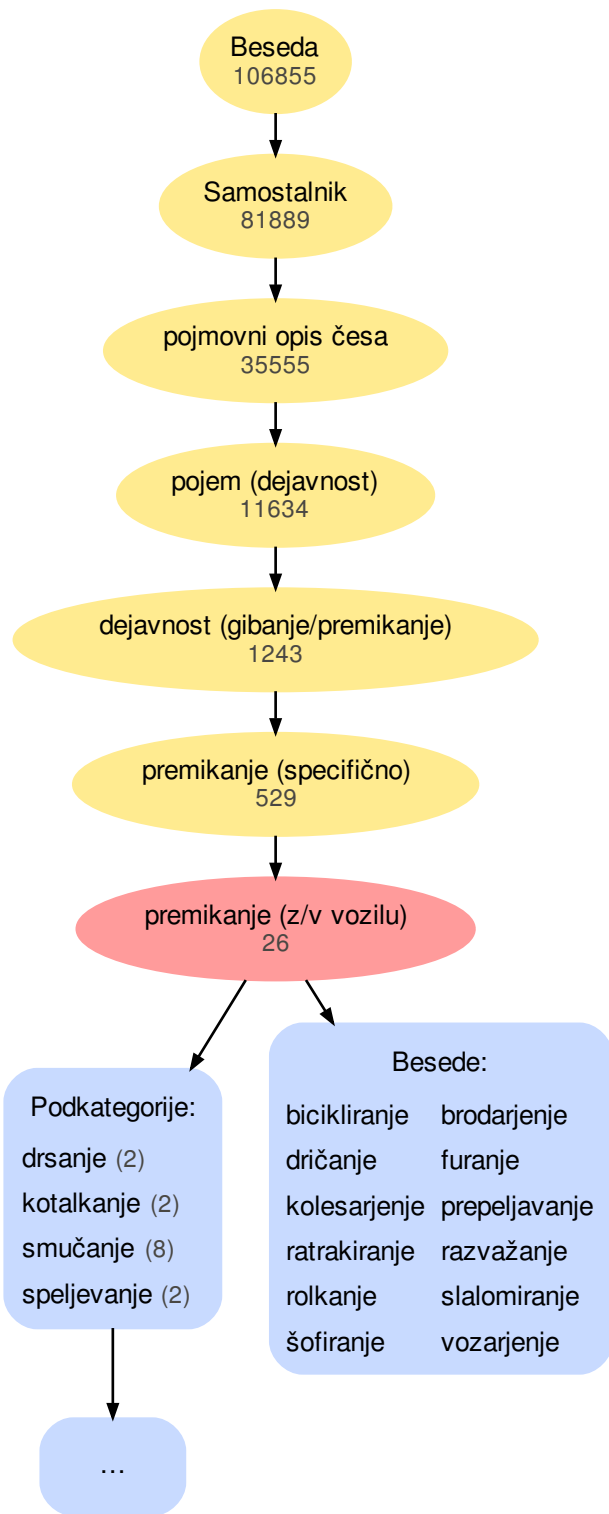 Beseda
106855
Samostalnik
81889
pojmovni opis česa
35555
pojem (dejavnost)
11634
dejavnost (gibanje/premikanje)
1243
premikanje (specifično)
529
premikanje (z/v vozilu)
26
Podkategorije:
drsanje (2)
kotalkanje (2)
smučanje (8)
speljevanje (2)
...
Besede:
bicikliranje brodarjenje
dričanje furanje
kolesarjenje prepeljavanje
ratrakiranje razvažanje
rolkanje slalomiranje
šofiranje vozarjenje